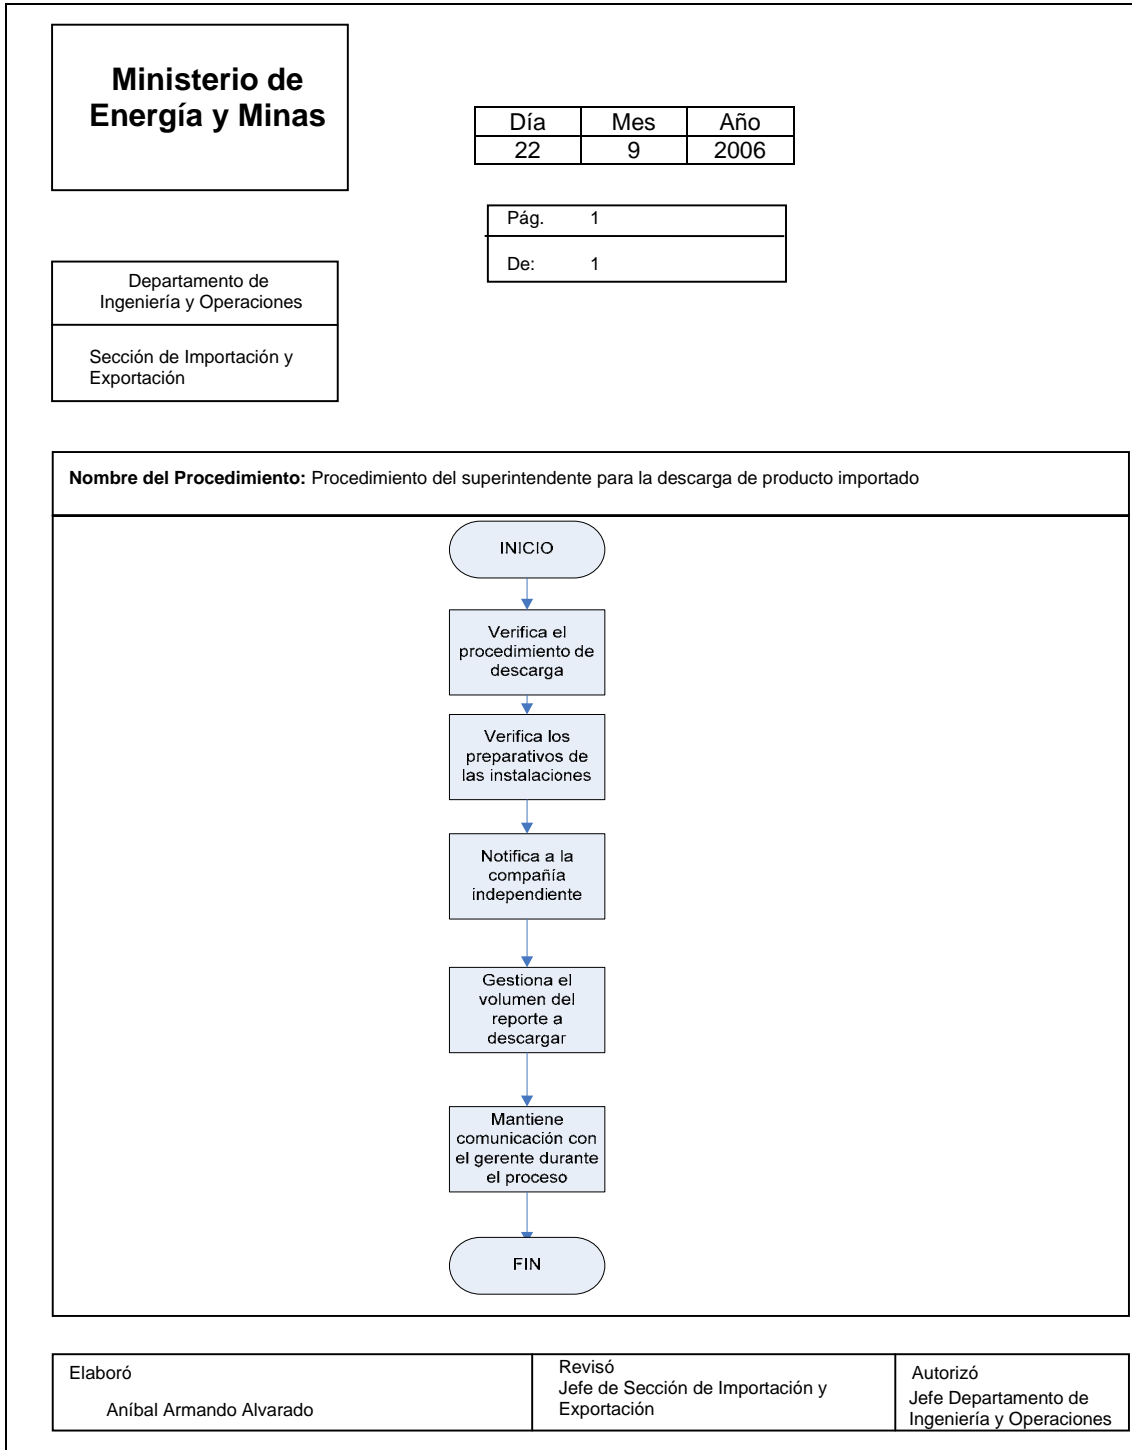 Ministerio de
Energía y Minas
Día Mes Año
22 9 2006
Pág. 1
De: 1
Departamento de
Ingeniería y Operaciones
Sección de Importación y
Exportación
Nombre del Procedimiento: Procedimiento del superintendente para la descarga de producto importado
INICIO
Verifica el
procedimiento de
descarga
Verifica los
preparativos de
las instalaciones
Notifica a la
compañía
independiente
Gestiona el
volumen del
reporte a
descargar
Mantiene
comunicación con
el gerente durante
el proceso
FIN
Elaboró
Aníbal Armando Alvarado
Revisó
Jefe de Sección de Importación y
Exportación
Autorizó
Jefe Departamento de
Ingeniería y Operaciones